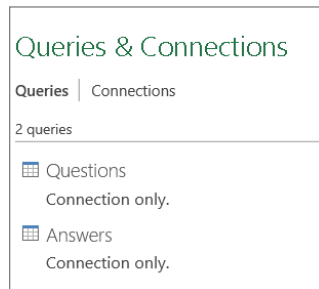 Queries & Connections
Queries | Connections
2 queries
Questions
Connection only.
Answers
Connection only.